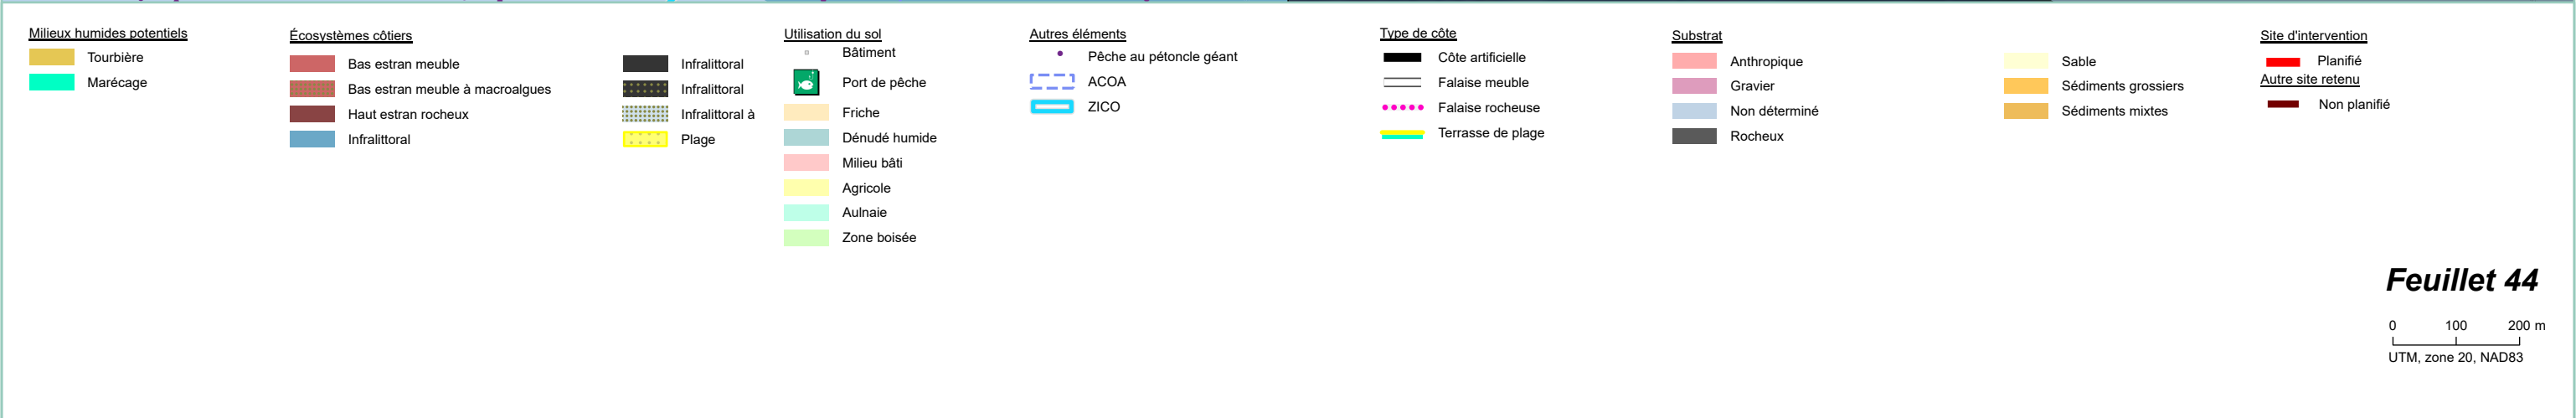 Milieux humides potentiels
Tourbière
Marécage
Écosystèmes côtiers
Bas estran meuble
Bas estran meuble à macroalgues
Haut estran rocheux
Infralittoral
Infralittoral
Infralittoral
Infralittoral à
Plage
Utilisation du sol
Bâtiment
Port de pêche
Friche
Dénudé humide
Milieu bâti
Agricole
Aulnaie
Zone boisée
Autres éléments
Pêche au pétoncle géant
ACOA
ZICO
Type de côte
Côte artificielle
Falaise meuble
Falaise rocheuse
Terrasse de plage
Substrat
Anthropique
Gravier
Non déterminé
Rocheux
Sable
Sédiments grossiers
Sédiments mixtes
Site d'intervention
Planifié
Autre site retenu
Non planifié
Feuillet 44
0 100 200 m
UTM, zone 20, NAD83